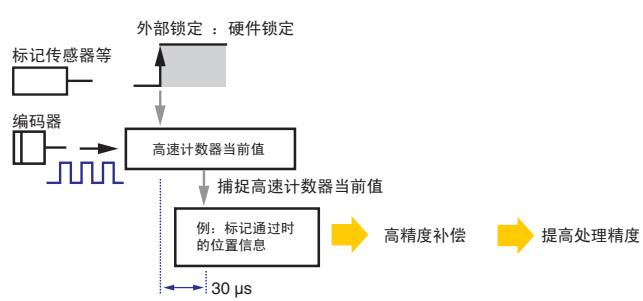 外部锁定 ：硬件锁定
标记传感器等
编码器
高速计数器当前值
捕捉高速计数器当前值
例：标记通过时
的位置信息
高精度补偿
提高处理精度
30 μs